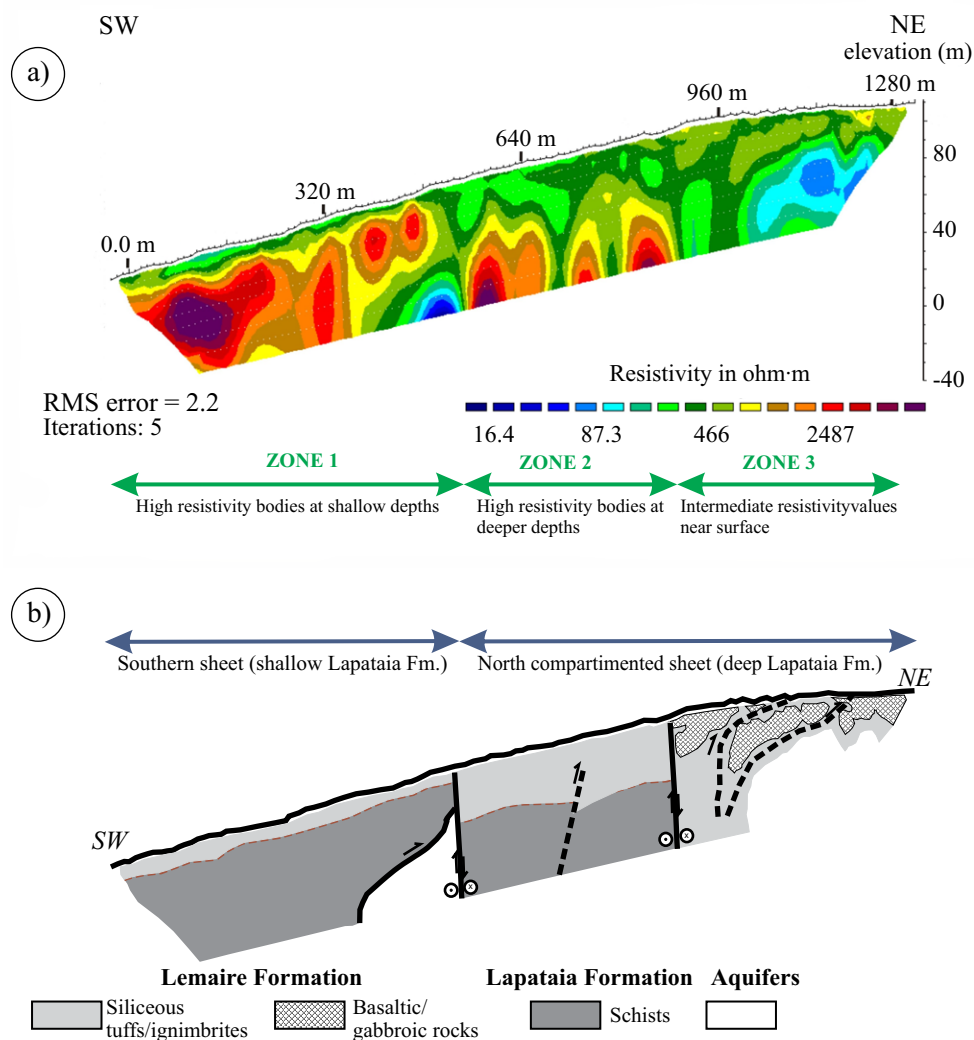 SW
NE
elevation (m)
a)
1280 m
960 m
640 m
320 m
0.0 m
80
40
0
-40
Resistivity in ohm·m
RMS error = 2.2
Iterations: 5
16.4 87.3 466 2487
ZONE 1 ZONE 2 ZONE 3
High resistivity bodies at shallow depths
High resistivity bodies at
deeper depths
Intermediate resistivityvalues
near surface
b)
Southern sheet (shallow Lapataia Fm.)
North compartimented sheet (deep Lapataia Fm.)
NE
SW
x
x
Lemaire Formation
Lapataia Formation
Aquifers
Siliceous
tuffs/ignimbrites
Basaltic/
gabbroic rocks
Schists